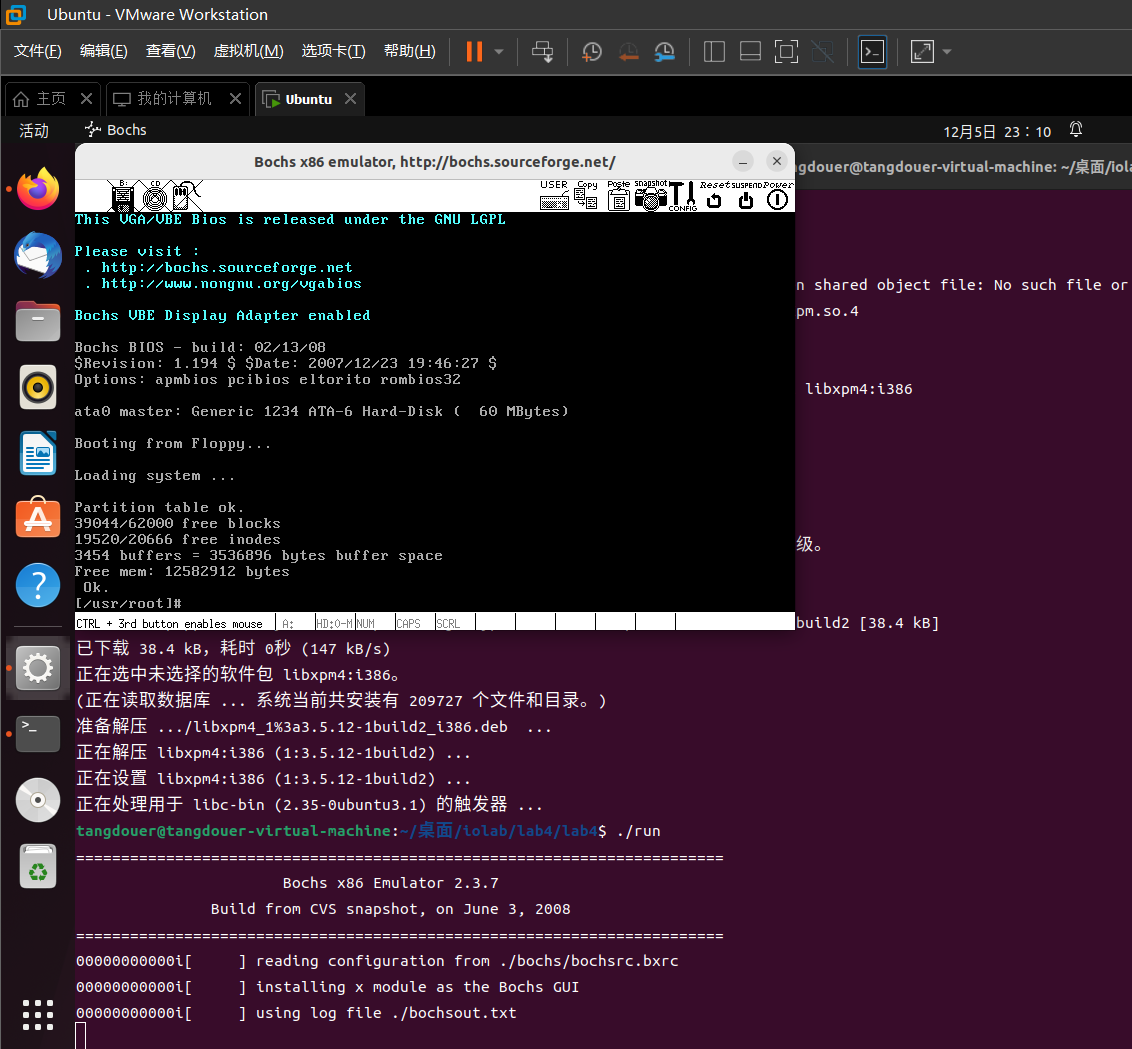 Ubuntu - VMware Workstation
文件(F) 编辑(E) 查看(V) 虚拟机(M) 选项卡(T) 帮助(H)
主页 我的计算机 Ubuntu
活动 Bochs 12月5日 23：10
Bochs x86 emulator, http://bochs.sourceforge.net/
gdouer@tangdouer-virtual-machine: ~/桌面/iola
B: CD USER Copy Paste snapshot CONFIG Reset SUSPEND Power
This VGA/VBE Bios is released under the GNU LGPL
Please visit :
. http://bochs.sourceforge.net
. http://www.nongnu.org/vgabios
Bochs VBE Display Adapter enabled
Bochs BIOS - build: 02/13/08
$Revision: 1.194 $ $Date: 2007/12/23 19:46:27 $
Options: apmbios pcibios eltorito rombios32
ata0 master: Generic 1234 ATA-6 Hard-Disk (  60 MBytes)
Booting from Floppy...
Loading system ...
Partition table ok.
39044/62000 free blocks
19520/20666 free inodes
3454 buffers = 3536896 bytes buffer space
Free mem: 12582912 bytes
Ok.
[/usr/root]#
CTRL + 3rd button enables mouse A: HD:0-M NUM CAPS SCRL
n shared object file: No such file or
pm.so.4
libxpm4:i386
级。
build2 [38.4 kB]
已下载 38.4 kB，耗时 0秒 (147 kB/s)
正在选中未选择的软件包 libxpm4:i386。
(正在读取数据库 ... 系统当前共安装有 209727 个文件和目录。)
准备解压 .../libxpm4_1%3a3.5.12-1build2_i386.deb  ...
正在解压 libxpm4:i386 (1:3.5.12-1build2) ...
正在设置 libxpm4:i386 (1:3.5.12-1build2) ...
正在处理用于 libc-bin (2.35-0ubuntu3.1) 的触发器 ...
tangdouer@tangdouer-virtual-machine:~/桌面/iolab/lab4/lab4$ ./run
========================================================================
Bochs x86 Emulator 2.3.7
Build from CVS snapshot, on June 3, 2008
========================================================================
00000000000i[     ] reading configuration from ./bochs/bochsrc.bxrc
00000000000i[     ] installing x module as the Bochs GUI
00000000000i[     ] using log file ./bochsout.txt